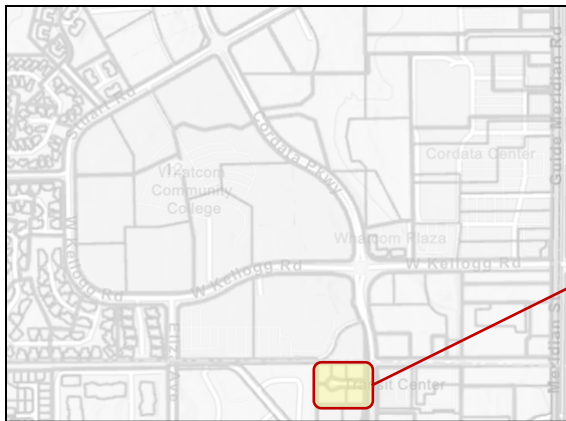 Stuart Rd
Cordata Pkwy
Guide Meridian Rd
Cordata Center
Whatcom
Community
College
Whatcom Plaza
W Kellogg Rd
W Kellogg Rd
W Kellogg Rd
Transit Center